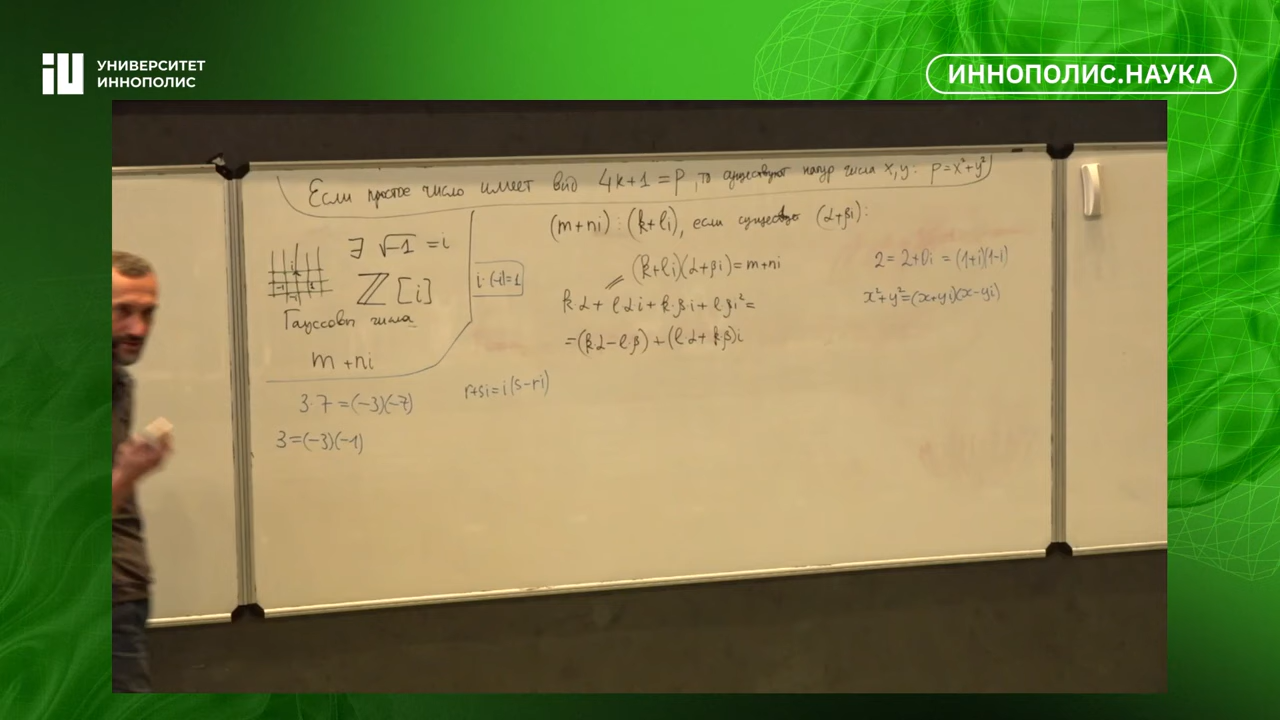 УНИВЕРСИТЕТ
ИННОПОЛИС
ИННОПОЛИС.НАУКА
Если простое число имеет вид 4k+1=p, то существуют натур числа x,y: p=x²+y²
∃ √-1 = i
ℤ[i]
Гауссовы числа
m+ni
i·(-i)=1
3·7=(-3)(-7)
3=(-3)(-1)
r+si=i(s-ri)
(m+ni)⋮(k+li), если существ (α+βi):
(k+li)(α+βi)=m+ni
kα+lαi+k·βi+lβi²=
=(kα-lβ)+(lα+kβ)i
2=2+0i=(1+i)(1-i)
x²+y²=(x+yi)(x-yi)